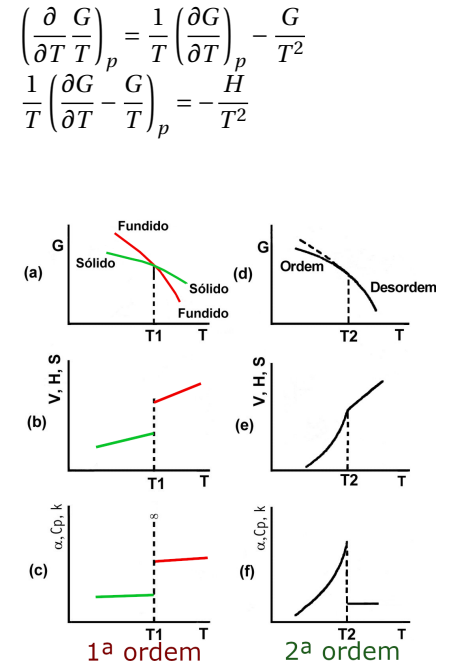 (∂/∂T G/T)_p = 1/T (∂G/∂T)_p − G/T²
1/T (∂G/∂T − G/T)_p = − H/T²
Fundido
G
(a)
Sólido
Sólido
Fundido
T1 T
G
(d)
Ordem
Desordem
T2 T
V, H, S
(b)
T1 T
V, H, S
(e)
T2 T
∞
α,Cp, k
(c)
T1 T
α,Cp, k
(f)
T2 T
1ª ordem 2ª ordem